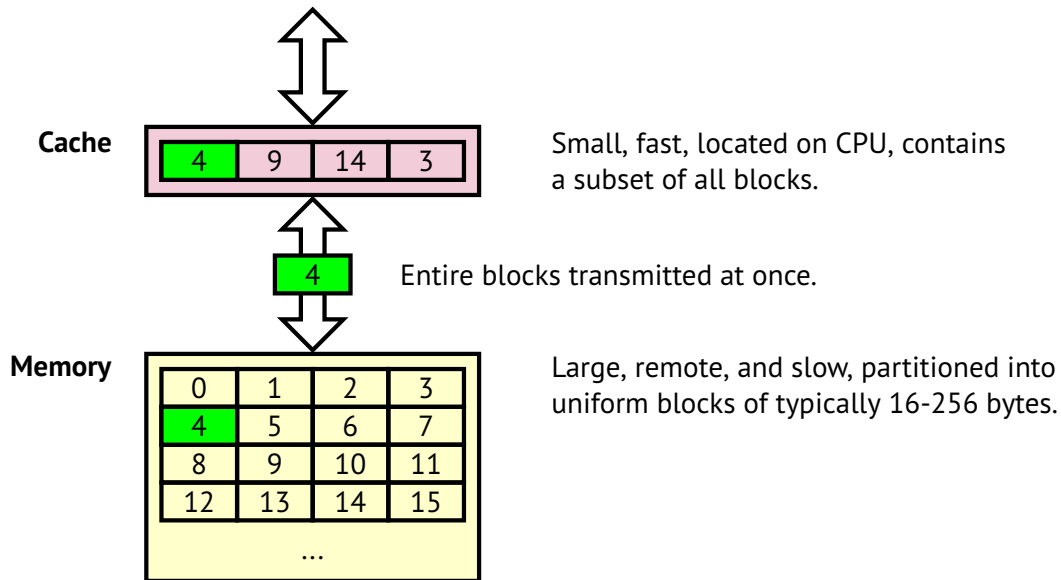 Cache
4 9 14 3
Small, fast, located on CPU, contains
a subset of all blocks.
4
Entire blocks transmitted at once.
Memory
0 1 2 3
4 5 6 7
8 9 10 11
12 13 14 15
...
Large, remote, and slow, partitioned into
uniform blocks of typically 16-256 bytes.